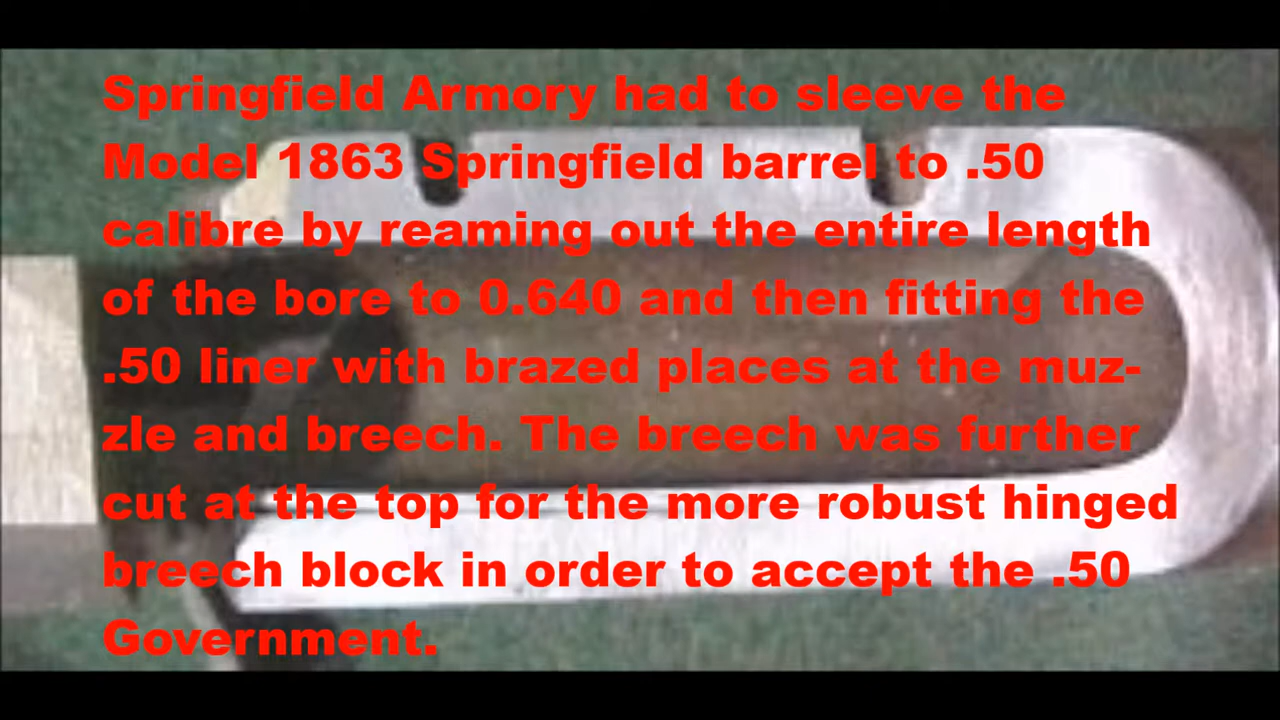 Springfield Armory had to sleeve the
Model 1863 Springfield barrel to .50
calibre by reaming out the entire length
of the bore to 0.640 and then fitting the
.50 liner with brazed places at the muz-
zle and breech. The breech was further
cut at the top for the more robust hinged
breech block in order to accept the .50
Government.